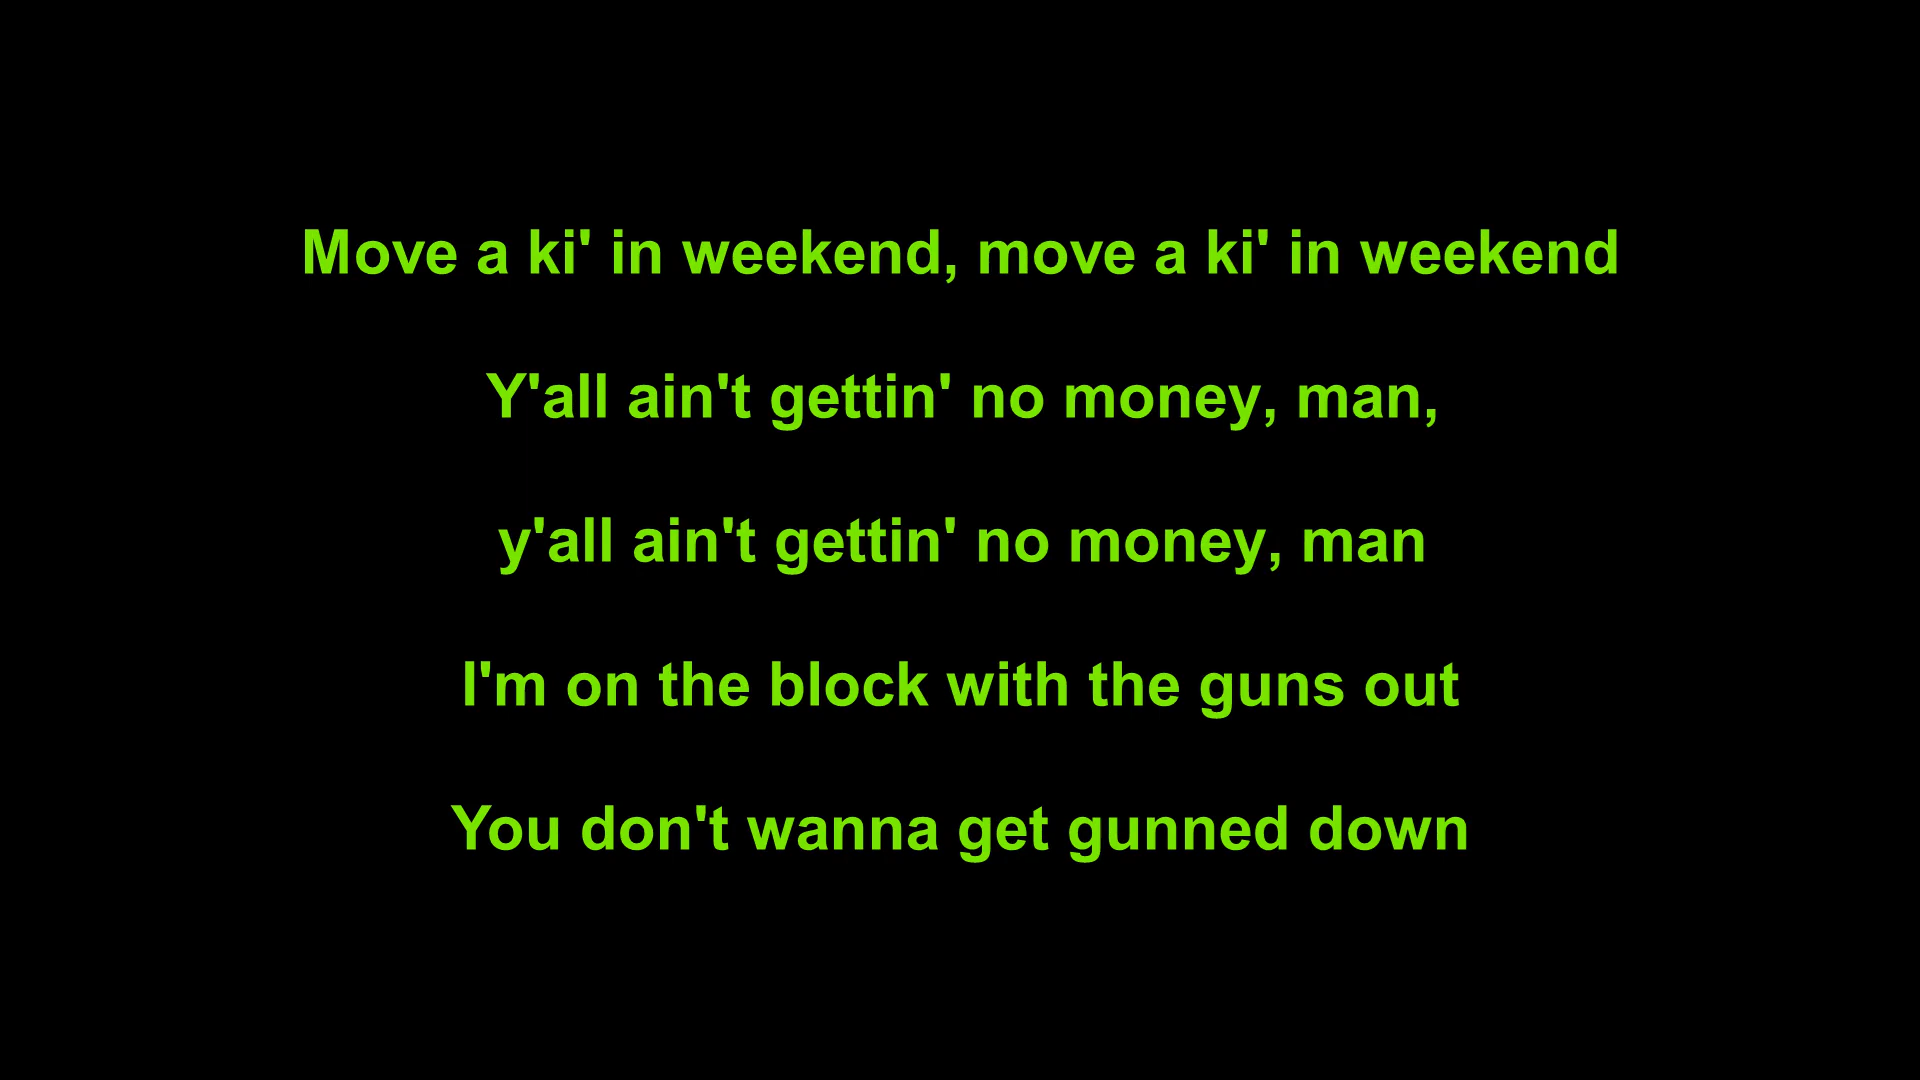 Move a ki' in weekend, move a ki' in weekend
Y'all ain't gettin' no money, man,
y'all ain't gettin' no money, man
I'm on the block with the guns out
You don't wanna get gunned down